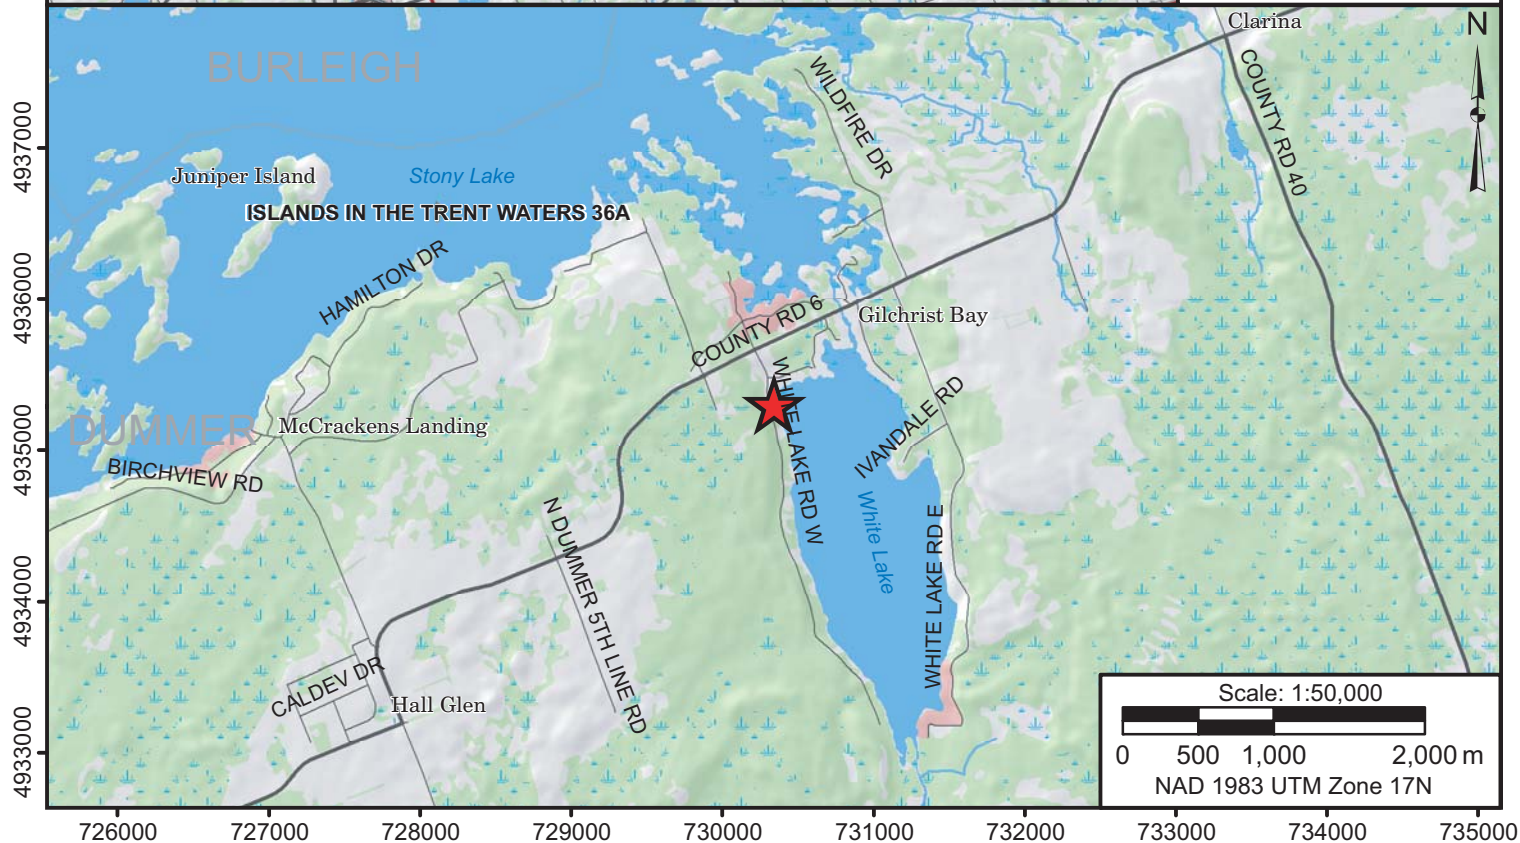 Clarina
N
BURLEIGH
WILDFIRE DR
COUNTY RD 40
4937000
Juniper Island
Stony Lake
ISLANDS IN THE TRENT WATERS 36A
HAMILTON DR
4936000
COUNTY RD 6
Gilchrist Bay
WHITE LAKE RD W
IVANDALE RD
DUMMER
McCrackens Landing
4935000
BIRCHVIEW RD
N DUMMER 5TH LINE RD
White Lake
WHITE LAKE RD E
4934000
CALDEV DR
Hall Glen
4933000
Scale: 1:50,000
0 500 1,000 2,000 m
NAD 1983 UTM Zone 17N
726000 727000 728000 729000 730000 731000 732000 733000 734000 735000